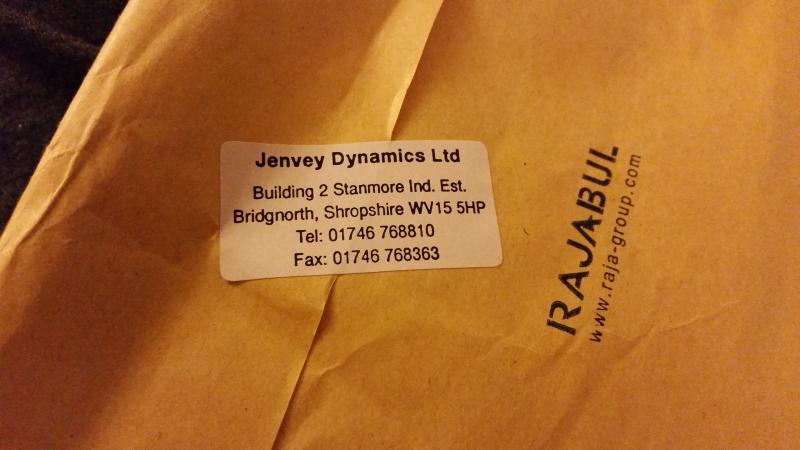 Jenvey Dynamics Ltd
Building 2 Stanmore Ind. Est.
Bridgnorth, Shropshire WV15 5HP
Tel: 01746 768810
Fax: 01746 768363
RAJABUL
www.raja-group.com